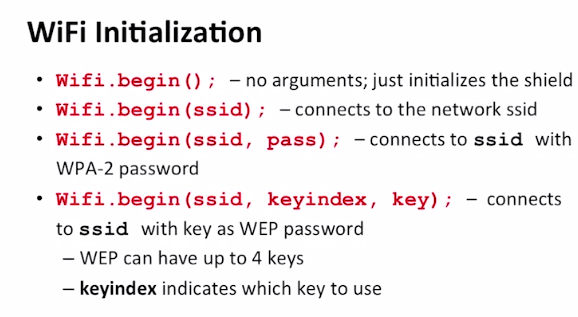 WiFi Initialization
• Wifi.begin(); – no arguments; just initializes the shield
• Wifi.begin(ssid); – connects to the network ssid
• Wifi.begin(ssid, pass); – connects to ssid with
WPA-2 password
• Wifi.begin(ssid, keyindex, key); – connects
to ssid with key as WEP password
– WEP can have up to 4 keys
– keyindex indicates which key to use